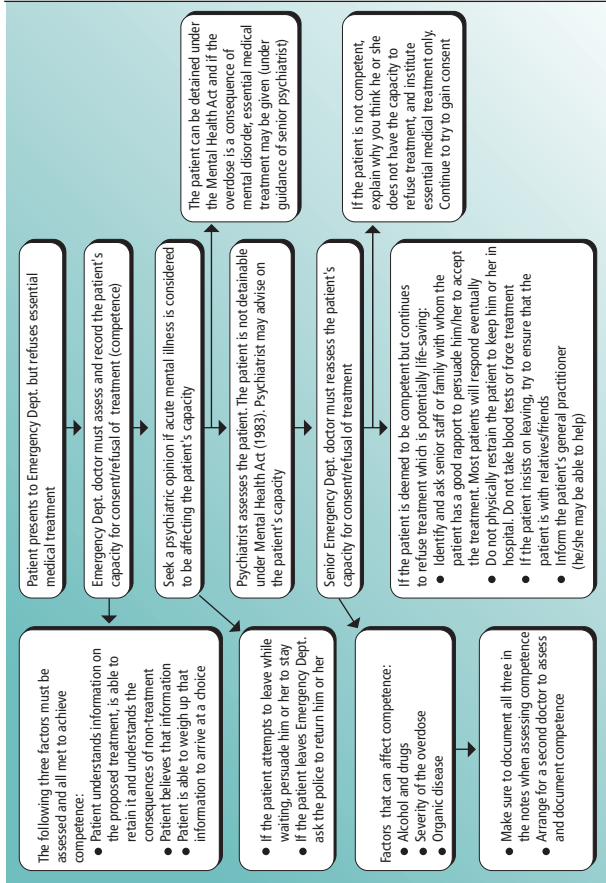 Patient presents to Emergency Dept. but refuses essential
medical treatment
Emergency Dept. doctor must assess and record the patient's
capacity for consent/refusal of treatment (competence)
The following three factors must be
assessed and all met to achieve
competence:
● Patient understands information on
the proposed treatment, is able to
retain it and understands the
consequences of non-treatment
● Patient believes that information
● Patient is able to weigh up that
information to arrive at a choice
Seek a psychiatric opinion if acute mental illness is considered
to be affecting the patient's capacity
● If the patient attempts to leave while
waiting, persuade him or her to stay
● If the patient leaves Emergency Dept.
ask the police to return him or her
The patient can be detained under
the Mental Health Act and if the
overdose is a consequence of
mental disorder, essential medical
treatment may be given (under
guidance of senior psychiatrist)
Psychiatrist assesses the patient. The patient is not detainable
under Mental Health Act (1983). Psychiatrist may advise on
the patient's capacity
Senior Emergency Dept. doctor must reassess the patient's
capacity for consent/refusal of treatment
Factors that can affect competence:
● Alcohol and drugs
● Severity of the overdose
● Organic disease
● Make sure to document all three in
the notes when assessing competence
● Arrange for a second doctor to assess
and document competence
If the patient is not competent,
explain why you think he or she
does not have the capacity to
refuse treatment, and institute
essential medical treatment only.
Continue to try to gain consent
If the patient is deemed to be competent but continues
to refuse treatment which is potentially life-saving:
● Identify and ask senior staff or family with whom the
patient has a good rapport to persuade him/her to accept
the treatment. Most patients will respond eventually
● Do not physically restrain the patient to keep him or her in
hospital. Do not take blood tests or force treatment
● If the patient insists on leaving, try to ensure that the
patient is with relatives/friends
● Inform the patient's general practitioner
(he/she may be able to help)